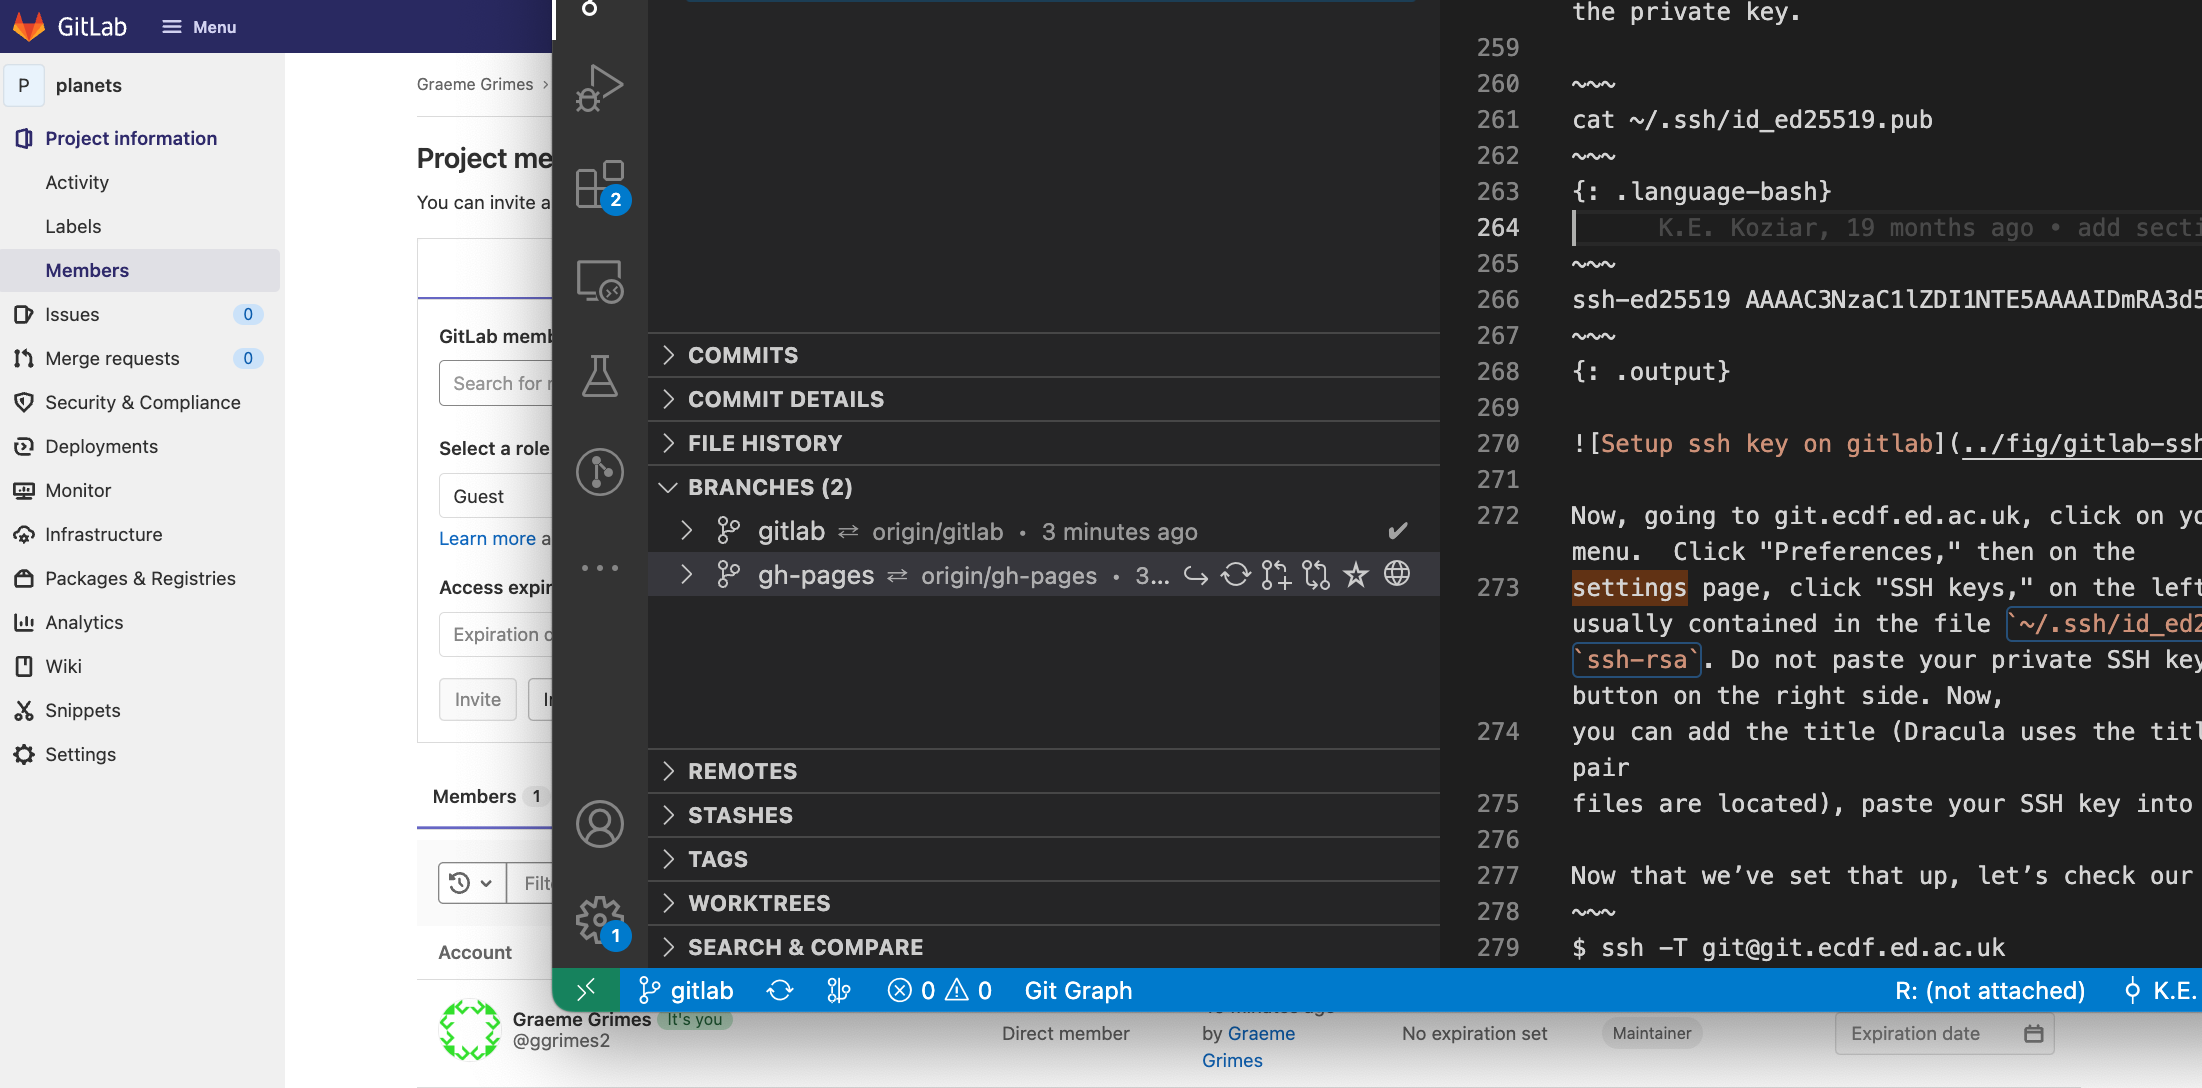 GitLab
Menu
P planets
Project information
Activity
Labels
Members
Issues 0
Merge requests 0
Security & Compliance
Deployments
Monitor
Infrastructure
Packages & Registries
Analytics
Wiki
Snippets
Settings
Graeme Grimes ›
Project me
You can invite a
GitLab memb
Search for
Select a role
Guest
Learn more a
Access expir
Expiration
Invite
Members 1
Filte
Account
Graeme Grimes It's you
@ggrimes2
Direct member
by Graeme
Grimes
No expiration set
Maintainer
Expiration date
2
1
COMMITS
COMMIT DETAILS
FILE HISTORY
BRANCHES (2)
gitlab ⇄ origin/gitlab • 3 minutes ago ✔
gh-pages ⇄ origin/gh-pages • 3...
REMOTES
STASHES
TAGS
WORKTREES
SEARCH & COMPARE
the private key.
259
260 ~~~
261 cat ~/.ssh/id_ed25519.pub
262 ~~~
263 {: .language-bash}
264 K.E. Koziar, 19 months ago • add secti
265 ~~~
266 ssh-ed25519 AAAAC3NzaC1lZDI1NTE5AAAAIDmRA3d5
267 ~~~
268 {: .output}
269
270 ![Setup ssh key on gitlab](../fig/gitlab-ssh
271
272 Now, going to git.ecdf.ed.ac.uk, click on yo
menu.  Click "Preferences," then on the
273 settings page, click "SSH keys," on the left
usually contained in the file `~/.ssh/id_ed2
`ssh-rsa`. Do not paste your private SSH key
button on the right side. Now,
274 you can add the title (Dracula uses the titl
pair
275 files are located), paste your SSH key into
276
277 Now that we’ve set that up, let’s check our
278 ~~~
279 $ ssh -T git@git.ecdf.ed.ac.uk
gitlab 0 0 Git Graph R: (not attached) K.E.